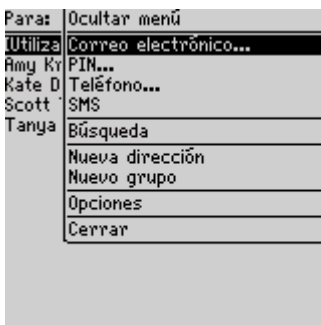 Para: Ocultar menú
[Utiliza Correo electrónico...
Amy Kr PIN...
Kate D Teléfono...
Scott SMS
Tanya Búsqueda
Nueva dirección
Nuevo grupo
Opciones
Cerrar